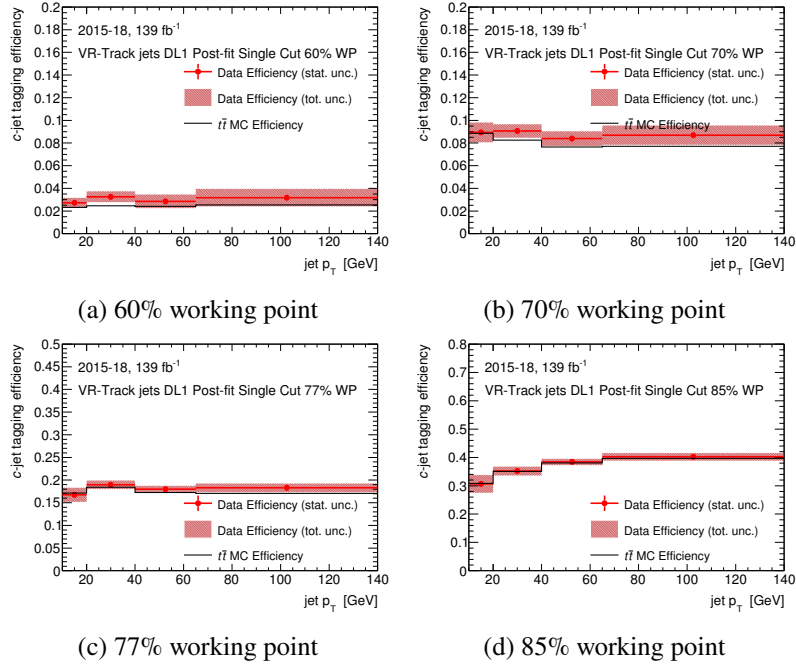 2015-18, 139 fb⁻¹
VR-Track jets DL1 Post-fit Single Cut 60% WP
Data Efficiency (stat. unc.)
Data Efficiency (tot. unc.)
tt̄ MC Efficiency
c-jet tagging efficiency
0.2
0.18
0.16
0.14
0.12
0.1
0.08
0.06
0.04
0.02
0
20 40 60 80 100 120 140
jet p_T [GeV]
(a) 60% working point
2015-18, 139 fb⁻¹
VR-Track jets DL1 Post-fit Single Cut 70% WP
Data Efficiency (stat. unc.)
Data Efficiency (tot. unc.)
tt̄ MC Efficiency
c-jet tagging efficiency
0.2
0.18
0.16
0.14
0.12
0.1
0.08
0.06
0.04
0.02
0
20 40 60 80 100 120 140
jet p_T [GeV]
(b) 70% working point
2015-18, 139 fb⁻¹
VR-Track jets DL1 Post-fit Single Cut 77% WP
Data Efficiency (stat. unc.)
Data Efficiency (tot. unc.)
tt̄ MC Efficiency
c-jet tagging efficiency
0.5
0.45
0.4
0.35
0.3
0.25
0.2
0.15
0.1
0.05
0
20 40 60 80 100 120 140
jet p_T [GeV]
(c) 77% working point
2015-18, 139 fb⁻¹
VR-Track jets DL1 Post-fit Single Cut 85% WP
Data Efficiency (stat. unc.)
Data Efficiency (tot. unc.)
tt̄ MC Efficiency
c-jet tagging efficiency
0.8
0.7
0.6
0.5
0.4
0.3
0.2
0.1
0
20 40 60 80 100 120 140
jet p_T [GeV]
(d) 85% working point